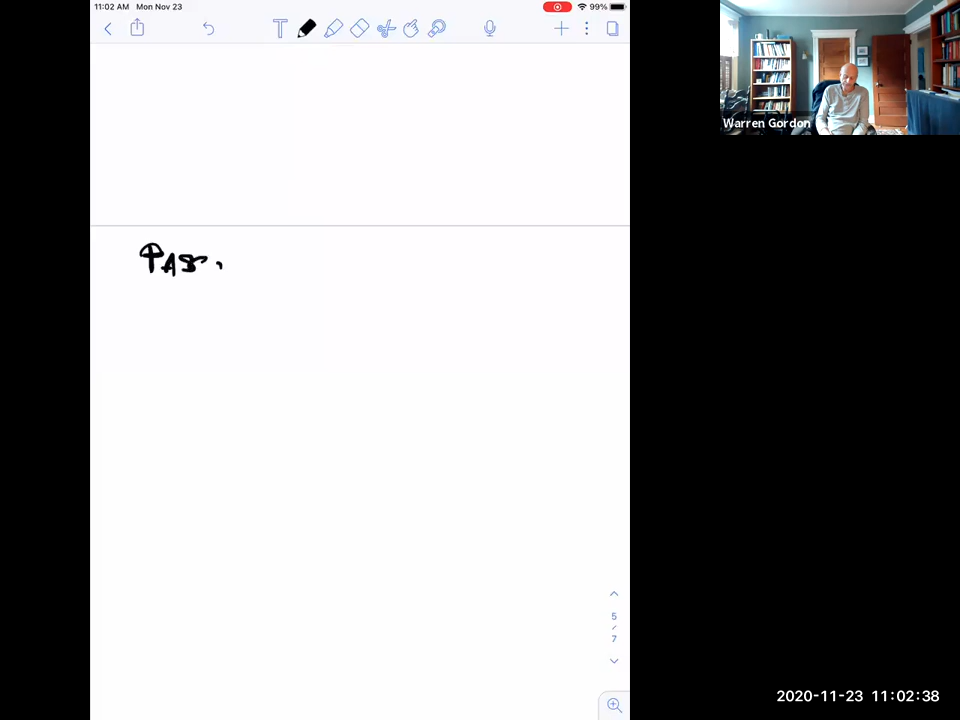 11:02 AM Mon Nov 23
99%
T
Warren Gordon
5
7
2020-11-23 11:02:38